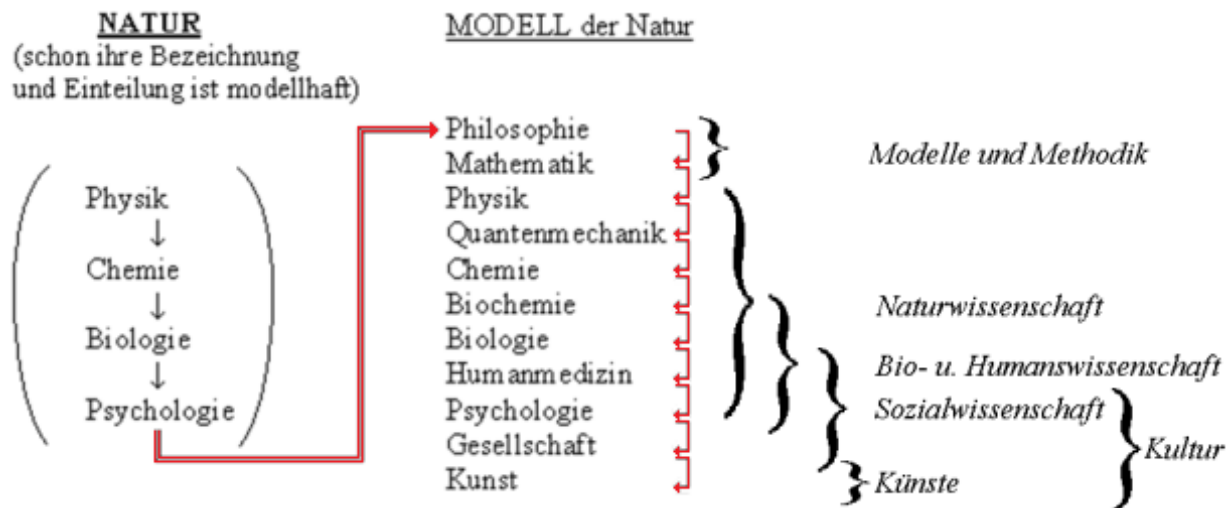 NATUR
(schon ihre Bezeichnung
und Einteilung ist modellhaft)
Physik
↓
Chemie
↓
Biologie
↓
Psychologie
MODELL der Natur
Philosophie
Mathematik
Physik
Quantenmechanik
Chemie
Biochemie
Biologie
Humanmedizin
Psychologie
Gesellschaft
Kunst
Modelle und Methodik
Naturwissenschaft
Bio- u. Humanswissenschaft
Sozialwissenschaft
Künste
Kultur